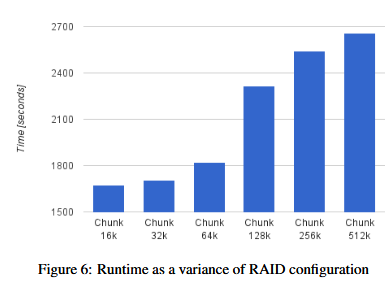 2700
2400
2100
1800
1500
Time [seconds]
Chunk 16k
Chunk 32k
Chunk 64k
Chunk 128k
Chunk 256k
Chunk 512k
Figure 6: Runtime as a variance of RAID configuration